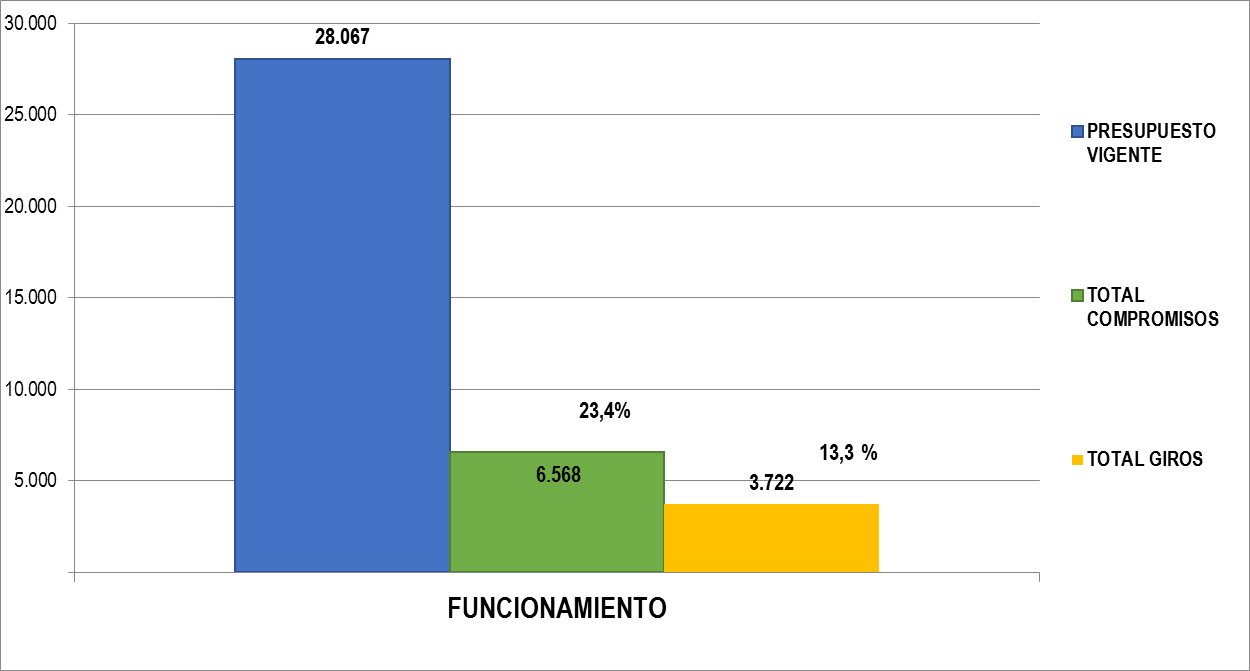 30.000
28.067
25.000
20.000
15.000
10.000
5.000
23,4%
6.568
13,3 %
3.722
FUNCIONAMIENTO
PRESUPUESTO
VIGENTE
TOTAL
COMPROMISOS
TOTAL GIROS